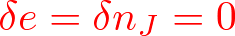 δe = δn_J = 0